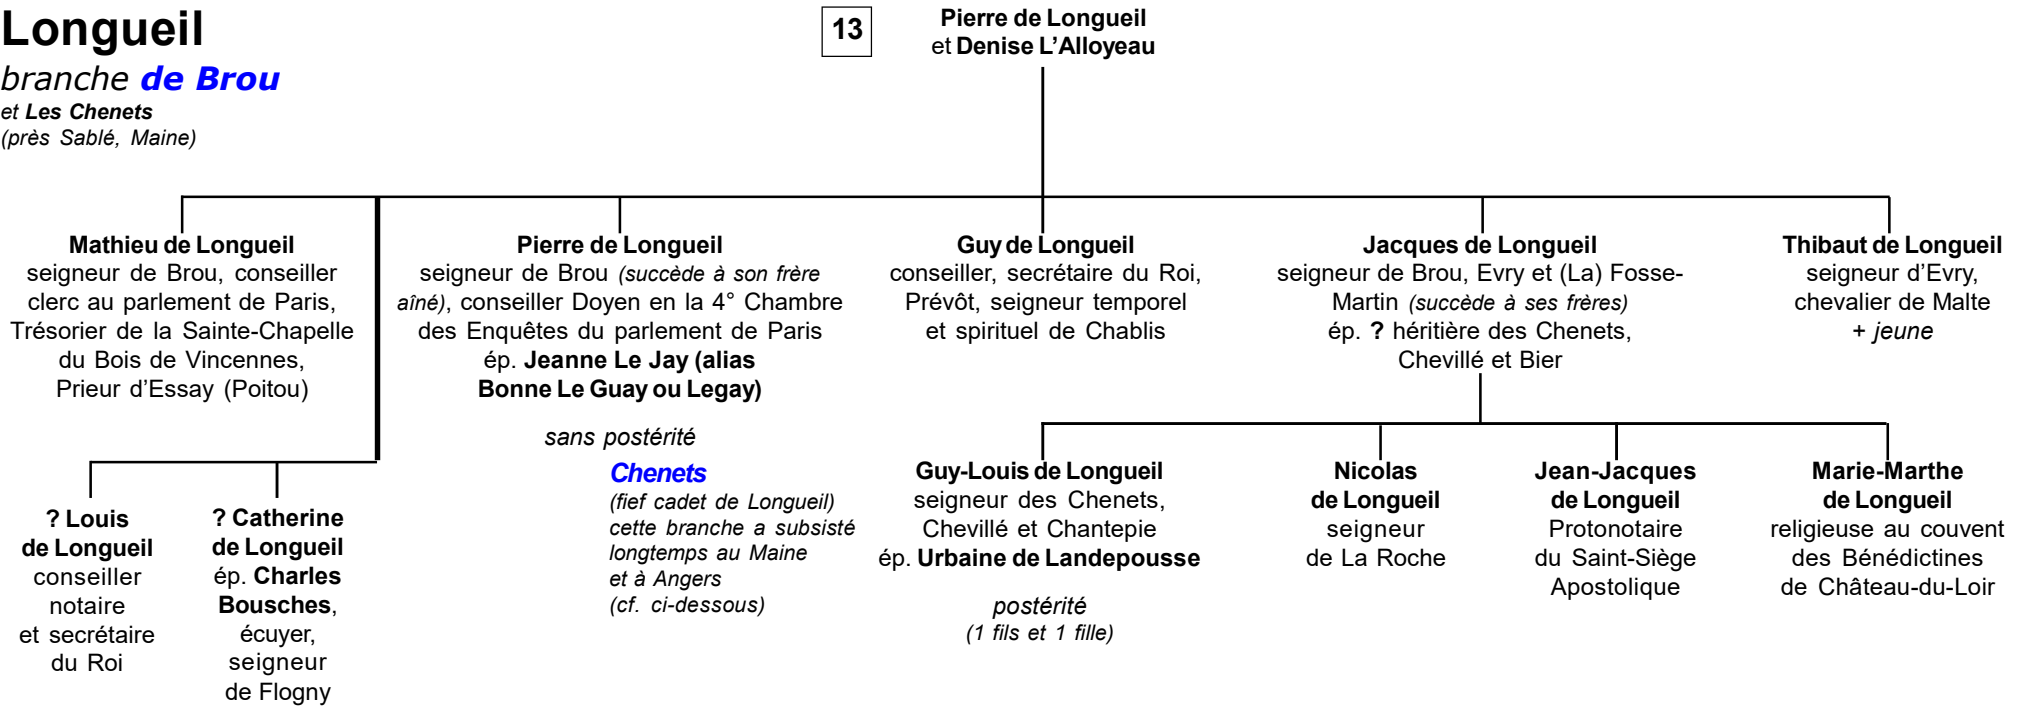 Longueil
branche de Brou
et Les Chenets
(près Sablé, Maine)
13
Pierre de Longueil
et Denise L’Alloyeau
Mathieu de Longueil
seigneur de Brou, conseiller
clerc au parlement de Paris,
Trésorier de la Sainte-Chapelle
du Bois de Vincennes,
Prieur d’Essay (Poitou)
Pierre de Longueil
seigneur de Brou (succède à son frère
aîné), conseiller Doyen en la 4° Chambre
des Enquêtes du parlement de Paris
ép. Jeanne Le Jay (alias
Bonne Le Guay ou Legay)
sans postérité
Guy de Longueil
conseiller, secrétaire du Roi,
Prévôt, seigneur temporel
et spirituel de Chablis
Jacques de Longueil
seigneur de Brou, Evry et (La) Fosse-
Martin (succède à ses frères)
ép. ? héritière des Chenets,
Chevillé et Bier
Thibaut de Longueil
seigneur d’Evry,
chevalier de Malte
+ jeune
? Louis
de Longueil
conseiller
notaire
et secrétaire
du Roi
? Catherine
de Longueil
ép. Charles
Bousches,
écuyer,
seigneur
de Flogny
Chenets
(fief cadet de Longueil)
cette branche a subsisté
longtemps au Maine
et à Angers
(cf. ci-dessous)
Guy-Louis de Longueil
seigneur des Chenets,
Chevillé et Chantepie
ép. Urbaine de Landepousse
postérité
(1 fils et 1 fille)
Nicolas
de Longueil
seigneur
de La Roche
Jean-Jacques
de Longueil
Protonotaire
du Saint-Siège
Apostolique
Marie-Marthe
de Longueil
religieuse au couvent
des Bénédictines
de Château-du-Loir